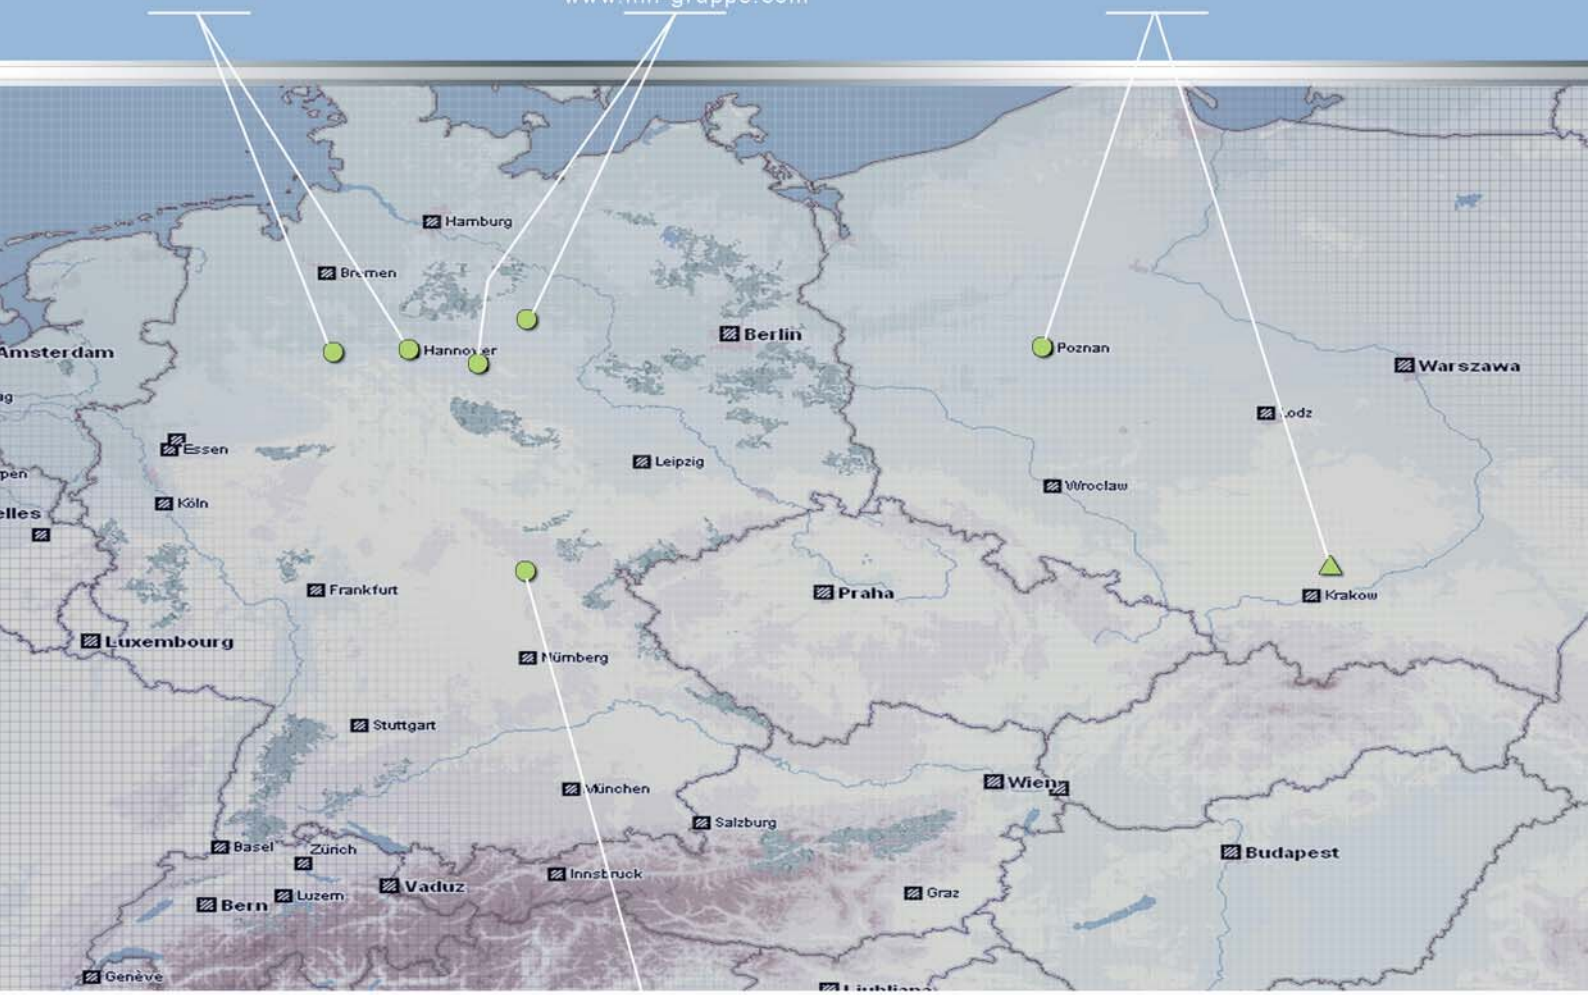 Hamburg
Bremen
Berlin
Amsterdam
Hannover
Poznan
Warszawa
Lodz
Essen
Leipzig
Wroclaw
Köln
Frankfurt
Praha
Krakow
Luxembourg
Nürnberg
Stuttgart
Wien
München
Salzburg
Basel
Zürich
Budapest
Vaduz
Innsbruck
Bern
Luzern
Graz
Genève
Ljubljana